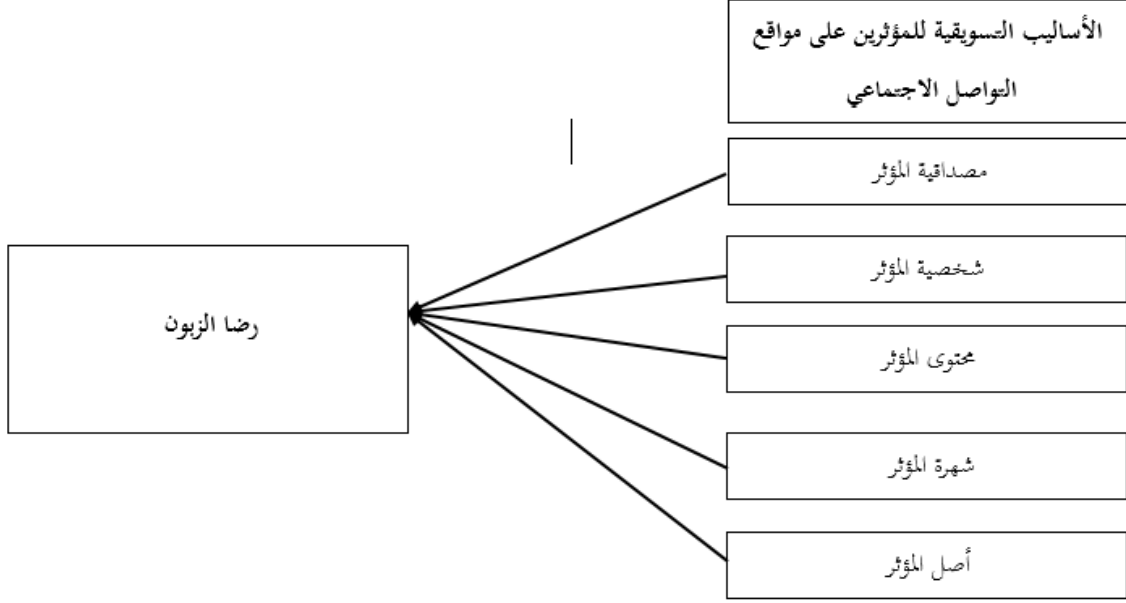 الأساليب التسويقية للمؤثرين على مواقع
التواصل الاجتماعي
مصداقية المؤثر
شخصية المؤثر
محتوى المؤثر
شهرة المؤثر
أصل المؤثر
رضا الزبون